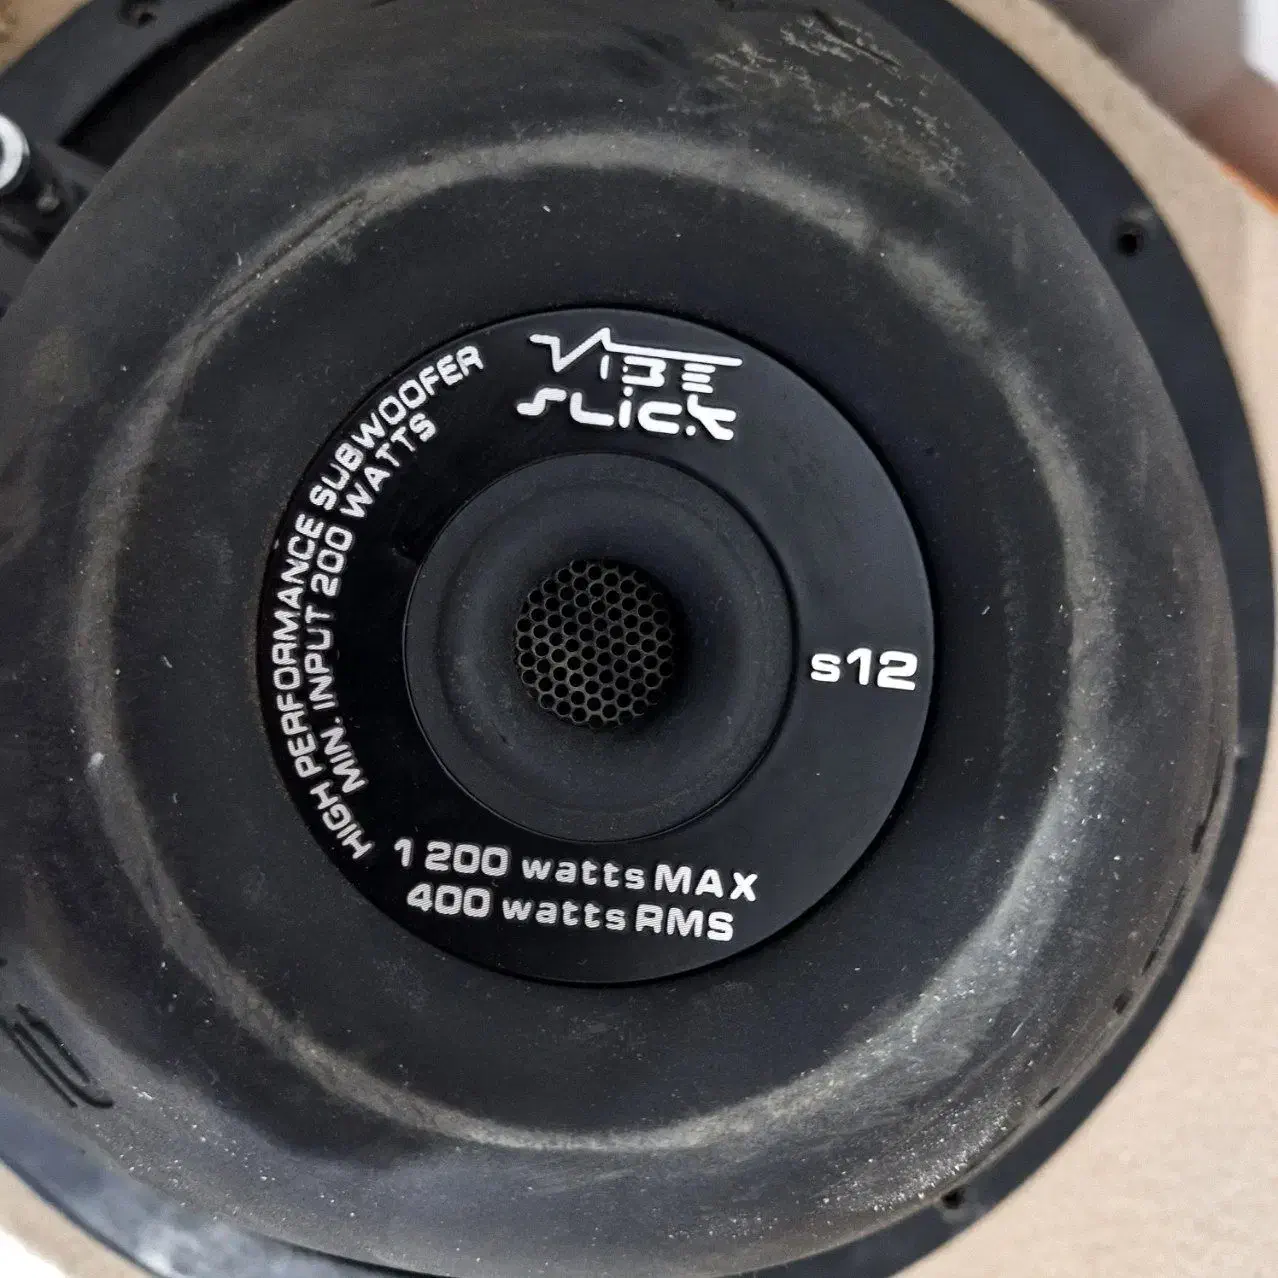 VIBE
SLICK
HIGH PERFORMANCE SUBWOOFER
MIN. INPUT 200 WATTS
s12
1 200 watts MAX
400 watts RMS